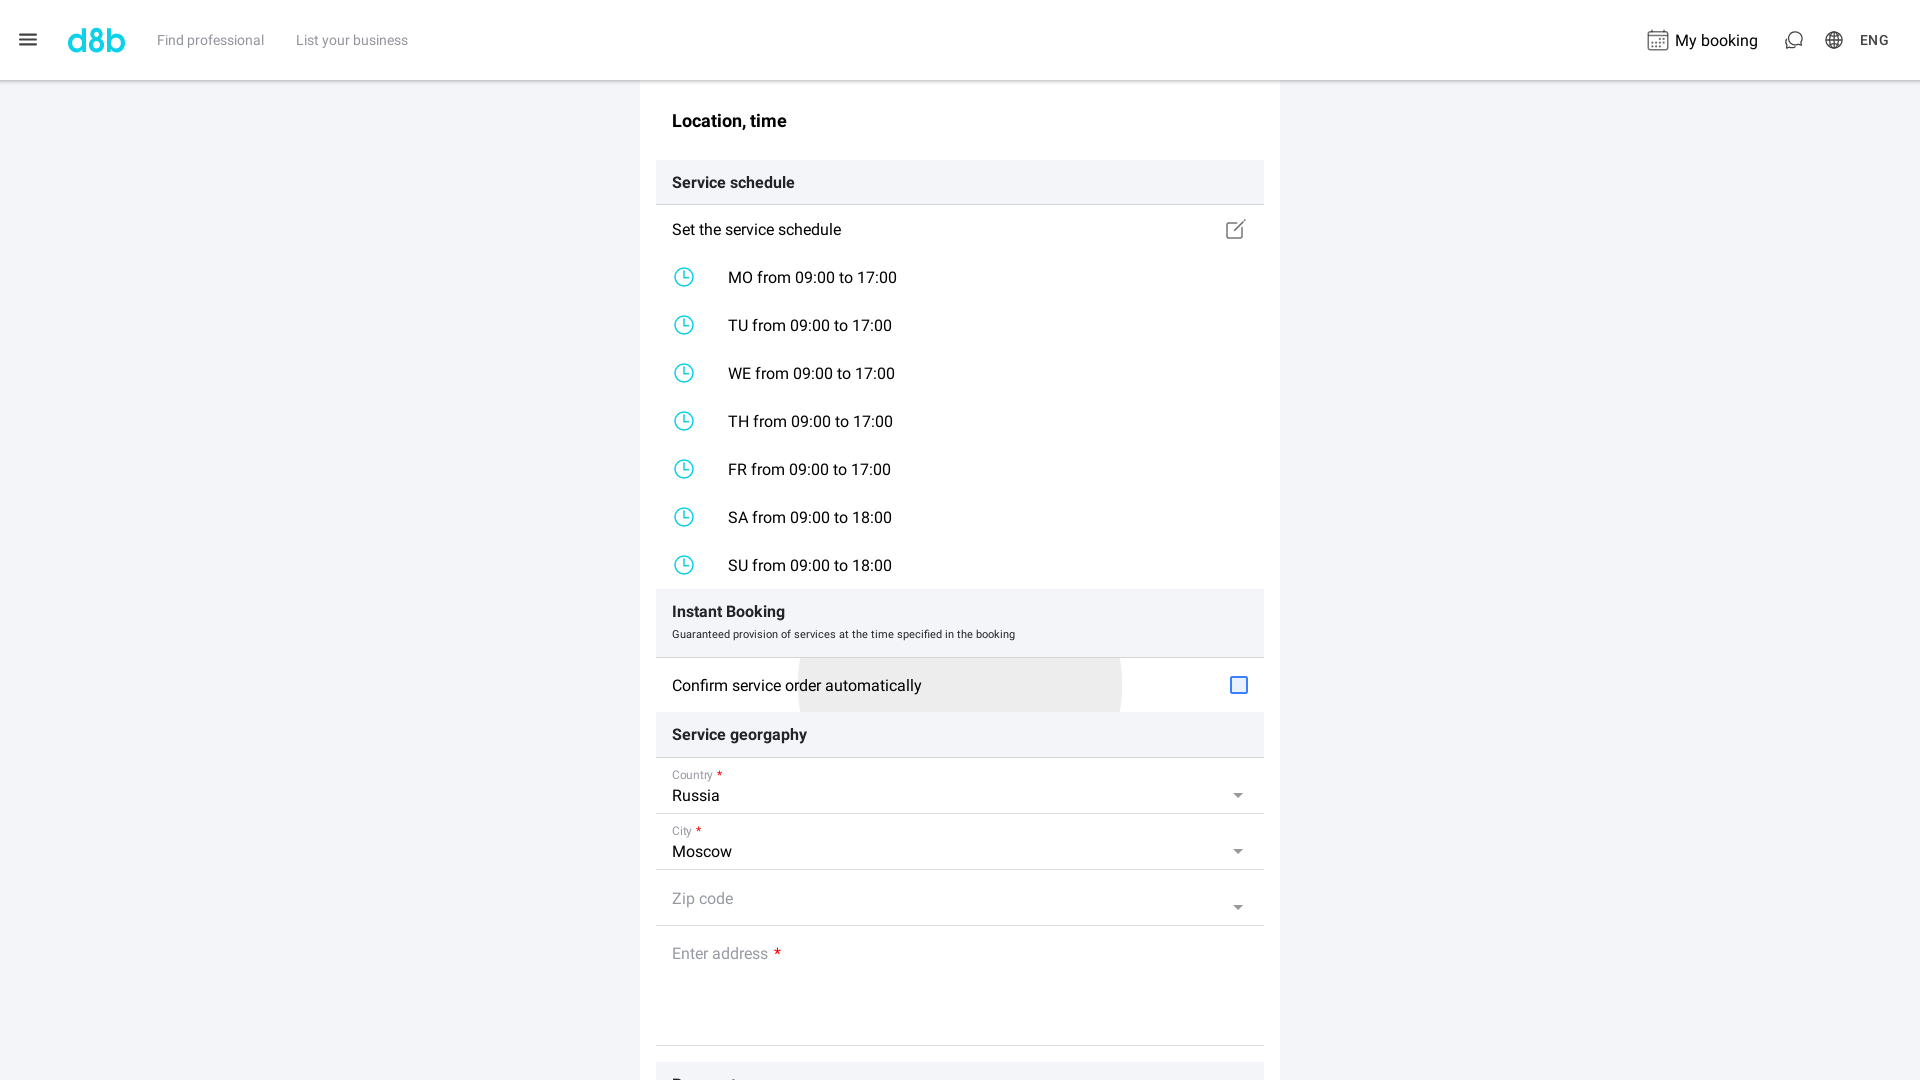 d8b
Find professional
List your business
My booking
ENG
Location, time
Service schedule
Set the service schedule
MO from 09:00 to 17:00
TU from 09:00 to 17:00
WE from 09:00 to 17:00
TH from 09:00 to 17:00
FR from 09:00 to 17:00
SA from 09:00 to 18:00
SU from 09:00 to 18:00
Instant Booking
Guaranteed provision of services at the time specified in the booking
Confirm service order automatically
Service georgaphy
Country *
Russia
City *
Moscow
Zip code
Enter address *